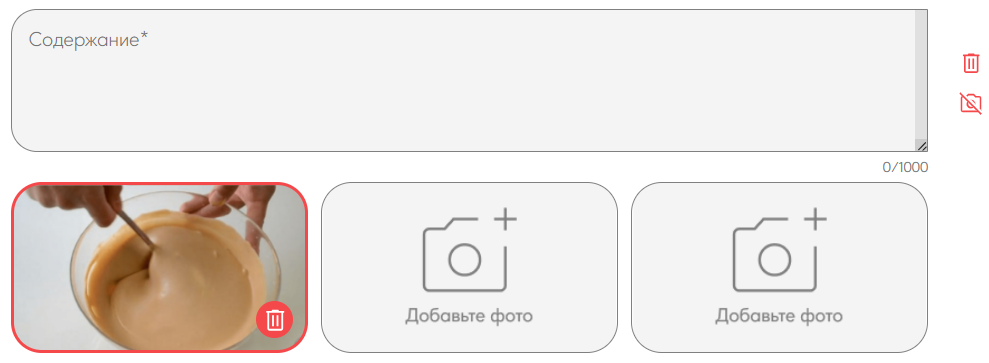 Содержание*
0/1000
Добавьте фото
Добавьте фото